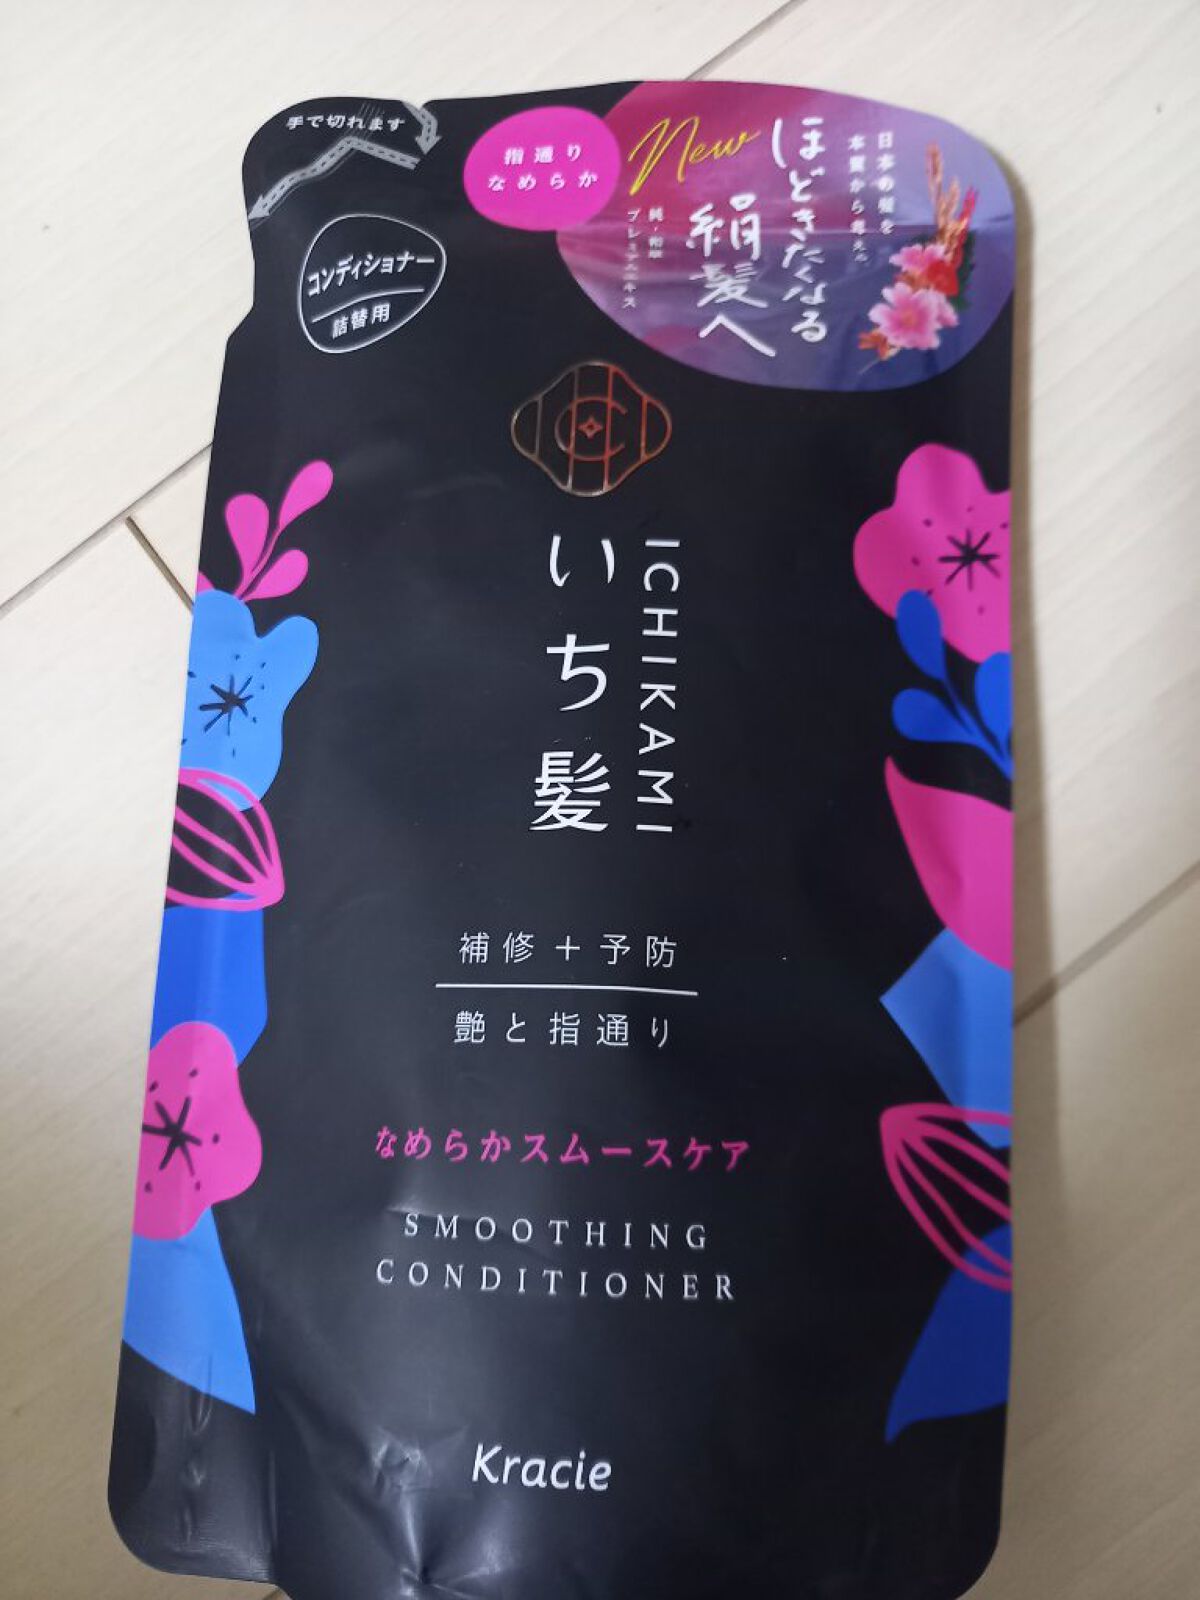 手で切れます
コンディショナー
詰替用
指通り
なめらか
New
日本の髪を
本質から考えた
ほどきたくなる
絹髪へ
純・和草
プレミアムエキス
ICHIKAMI
いち髪
補修+予防
艶と指通り
なめらかスムースケア
SMOOTHING
CONDITIONER
Kracie